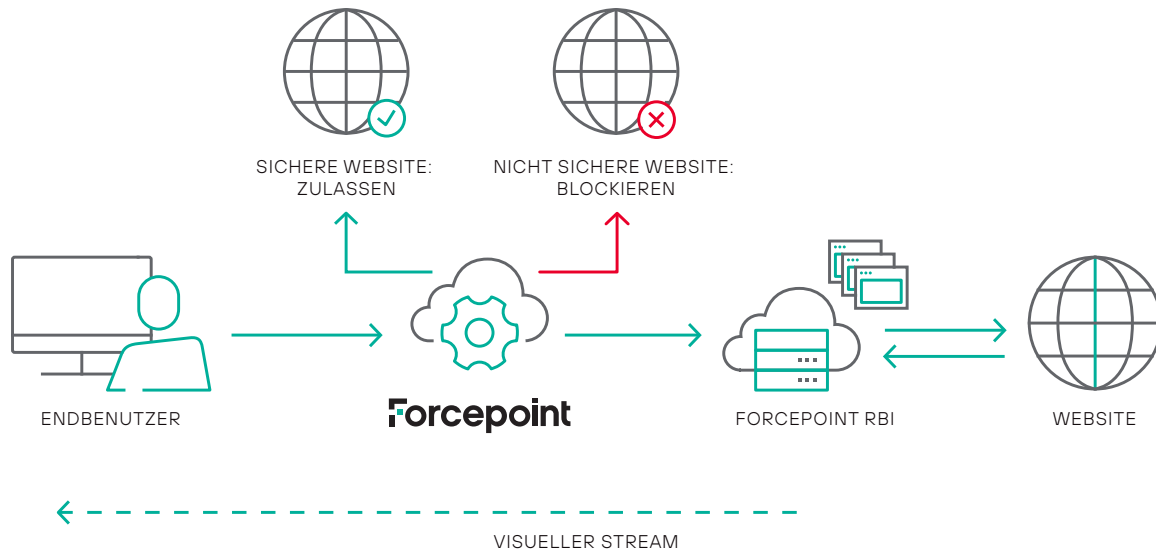 SICHERE WEBSITE:
ZULASSEN
NICHT SICHERE WEBSITE:
BLOCKIEREN
ENDBENUTZER
Forcepoint
FORCEPOINT RBI
WEBSITE
VISUELLER STREAM